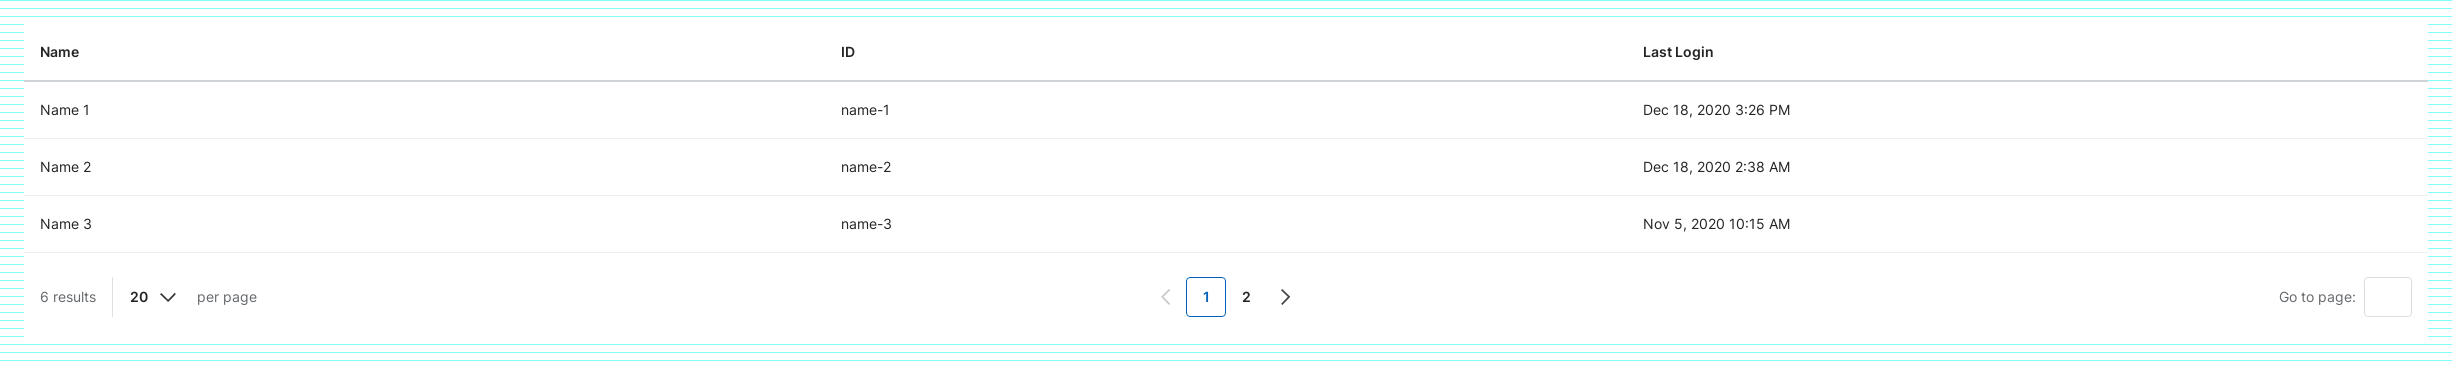 Name ID Last Login
Name 1 name-1 Dec 18, 2020 3:26 PM
Name 2 name-2 Dec 18, 2020 2:38 AM
Name 3 name-3 Nov 5, 2020 10:15 AM
6 results 20 per page 1 2 Go to page: